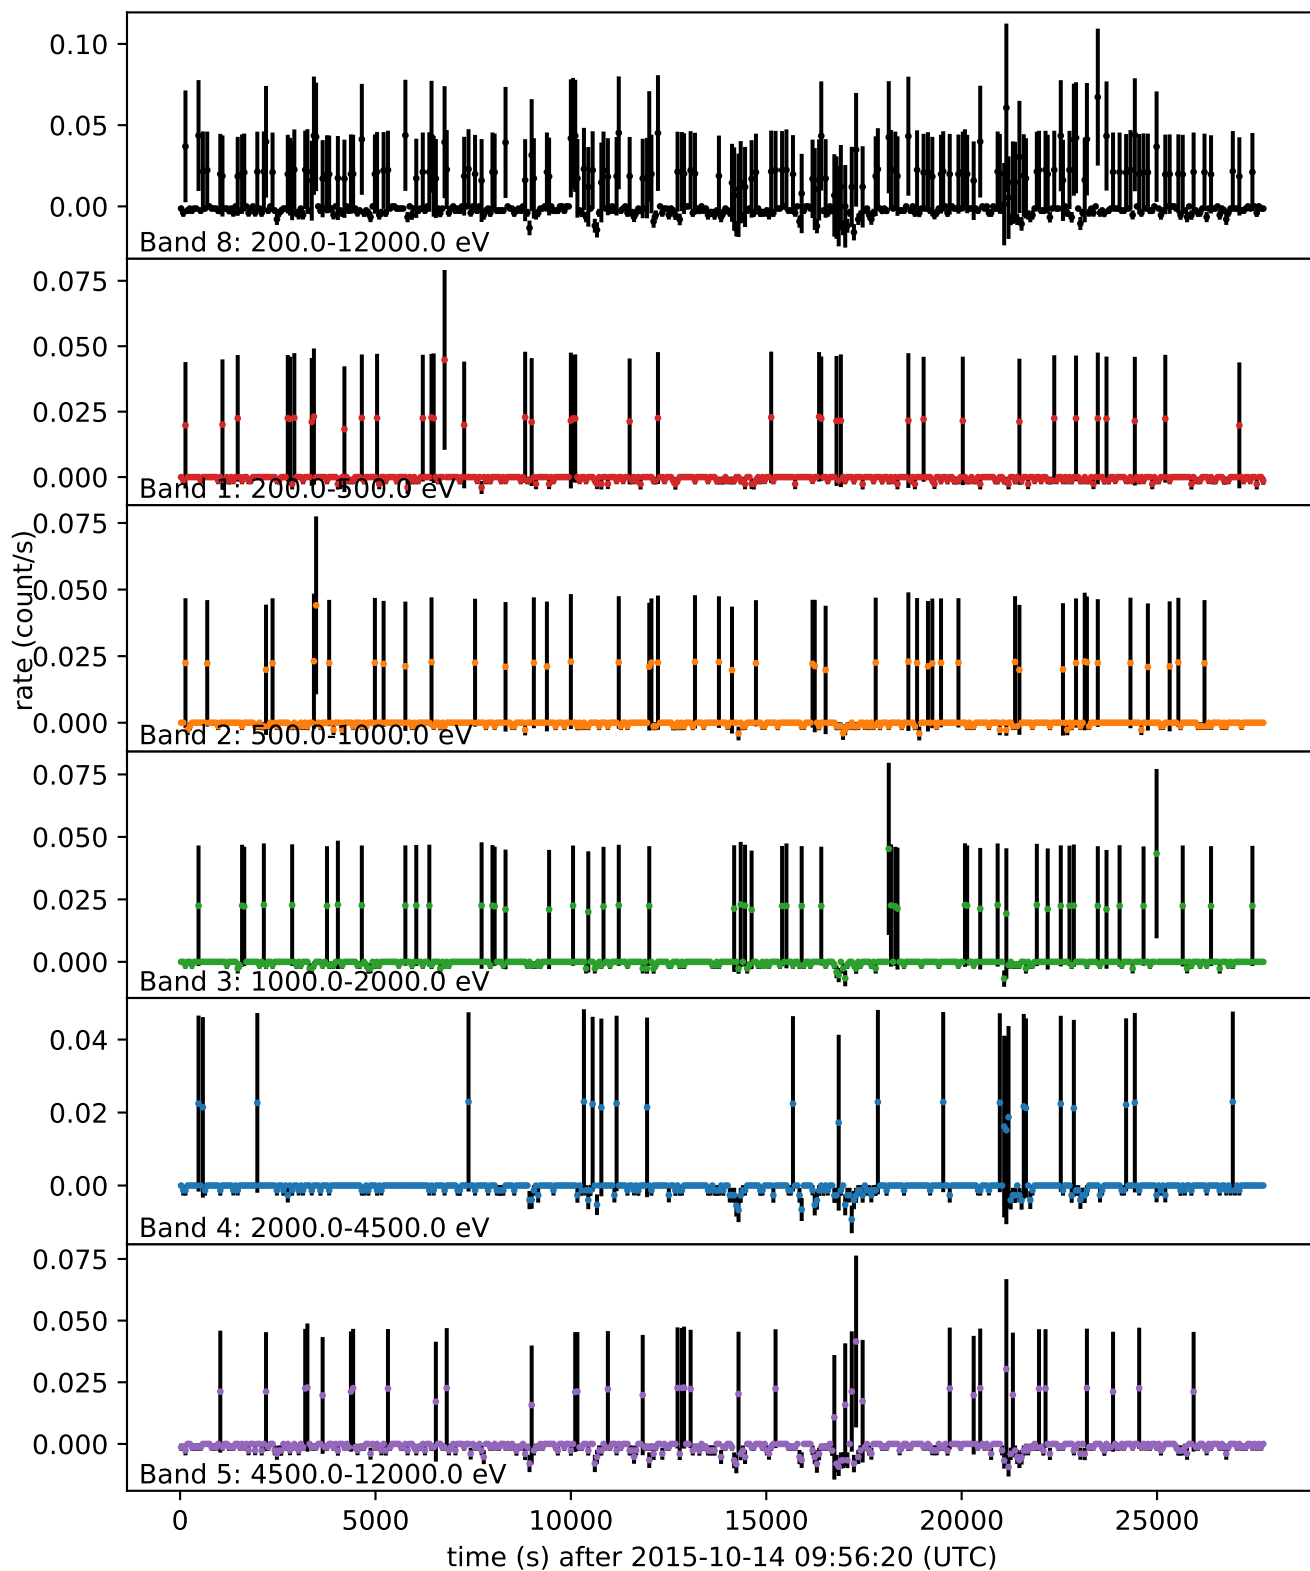 0.10
0.05
0.00
Band 8: 200.0-12000.0 eV
0.075
0.050
0.025
0.000
Band 1: 200.0-500.0 eV
rate (count/s)
0.075
0.050
0.025
0.000
Band 2: 500.0-1000.0 eV
0.075
0.050
0.025
0.000
Band 3: 1000.0-2000.0 eV
0.04
0.02
0.00
Band 4: 2000.0-4500.0 eV
0.075
0.050
0.025
0.000
Band 5: 4500.0-12000.0 eV
0 5000 10000 15000 20000 25000
time (s) after 2015-10-14 09:56:20 (UTC)